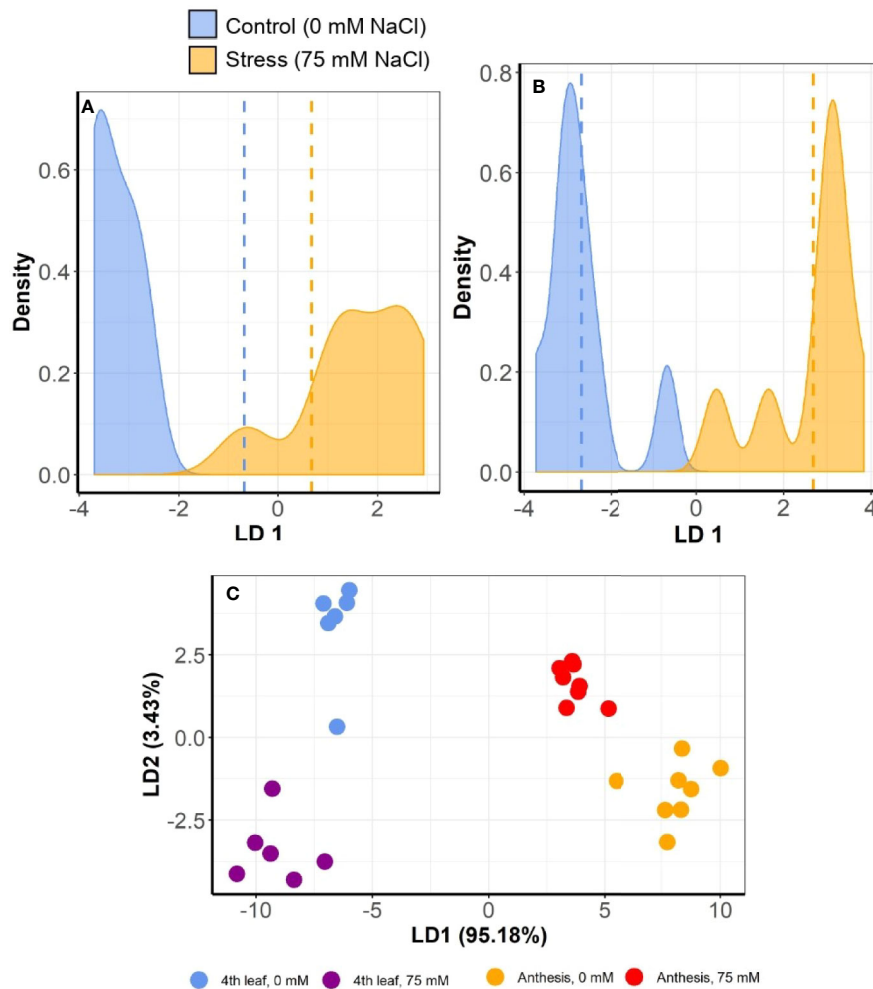 Control (0 mM NaCl)
Stress (75 mM NaCl)
A
0.6
0.4
0.2
0.0
Density
-4
-2
0
2
LD 1
B
0.8
0.6
0.4
0.2
0.0
Density
-4
-2
0
2
4
LD 1
C
2.5
0.0
-2.5
LD2 (3.43%)
-10
-5
0
5
10
LD1 (95.18%)
4th leaf, 0 mM
4th leaf, 75 mM
Anthesis, 0 mM
Anthesis, 75 mM